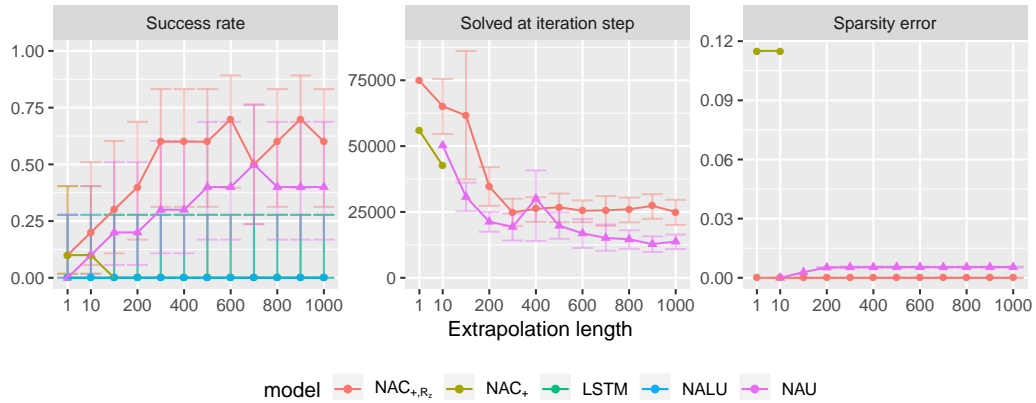 Success rate
Solved at iteration step
Sparsity error
1.00
0.75
0.50
0.25
0.00
1 10 200 400 600 800 1000
75000
50000
25000
0
1 10 200 400 600 800 1000
0.12
0.09
0.06
0.03
0.00
1 10 200 400 600 800 1000
Extrapolation length
model NAC+,Rz NAC+ LSTM NALU NAU